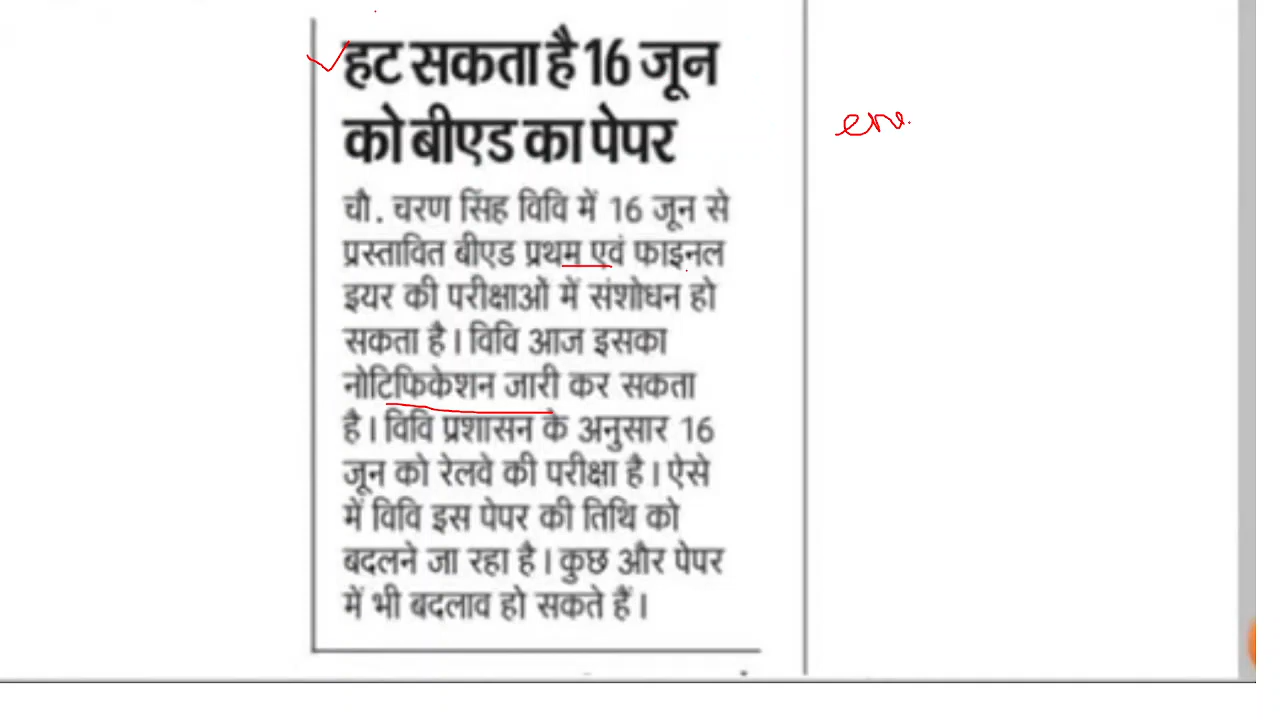 हट सकता है 16 जून
को बीएड का पेपर
चौ. चरण सिंह विवि में 16 जून से
प्रस्तावित बीएड प्रथम एवं फाइनल
इयर की परीक्षाओं में संशोधन हो
सकता है। विवि आज इसका
नोटिफिकेशन जारी कर सकता
है। विवि प्रशासन के अनुसार 16
जून को रेलवे की परीक्षा है। ऐसे
में विवि इस पेपर की तिथि को
बदलने जा रहा है। कुछ और पेपर
में भी बदलाव हो सकते हैं।